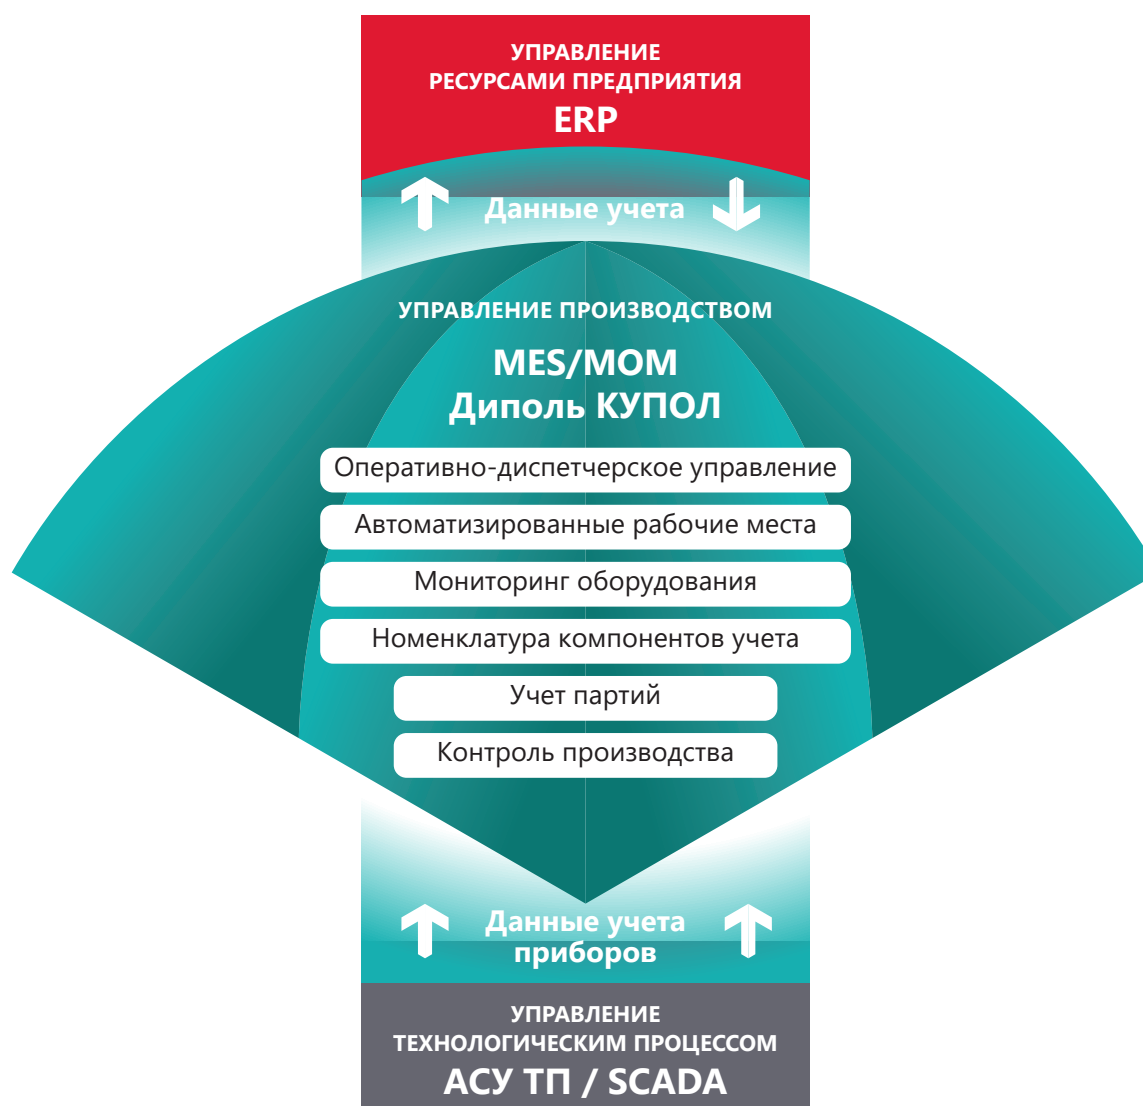 УПРАВЛЕНИЕ
РЕСУРСАМИ ПРЕДПРИЯТИЯ
ERP
Данные учета
УПРАВЛЕНИЕ ПРОИЗВОДСТВОМ
MES/MOM
Диполь КУПОЛ
Оперативно-диспетчерское управление
Автоматизированные рабочие места
Мониторинг оборудования
Номенклатура компонентов учета
Учет партий
Контроль производства
Данные учета
приборов
УПРАВЛЕНИЕ
ТЕХНОЛОГИЧЕСКИМ ПРОЦЕССОМ
АСУ ТП / SCADA